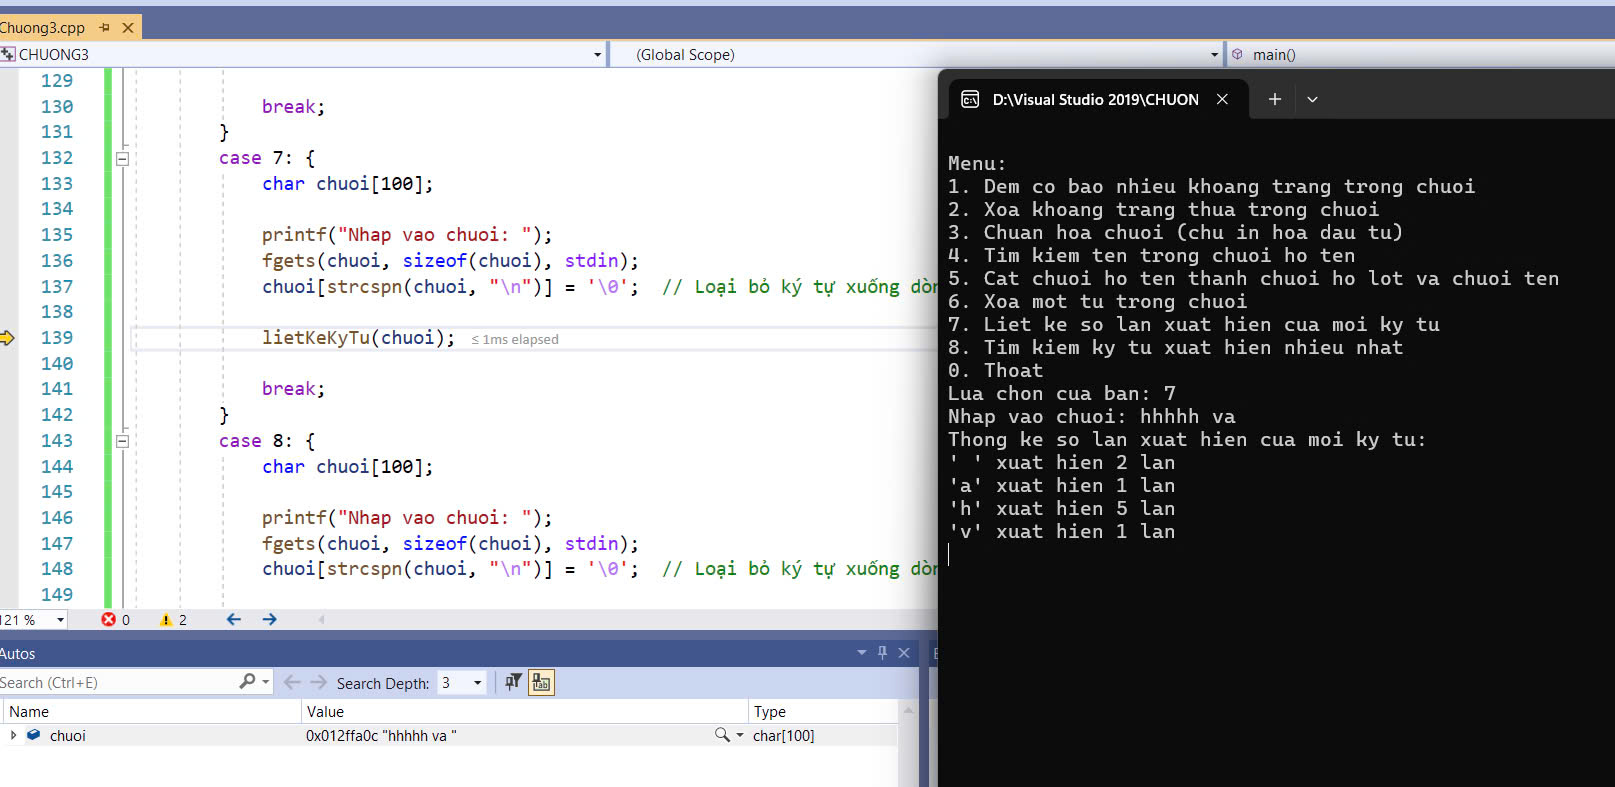 Chuong3.cpp
CHUONG3
(Global Scope)
main()
129
130 break;
131 }
132 case 7: {
133 char chuoi[100];
134
135 printf("Nhap vao chuoi: ");
136 fgets(chuoi, sizeof(chuoi), stdin);
137 chuoi[strcspn(chuoi, "\n")] = '\0'; // Loại bỏ ký tự xuống dòn
138
139 lietKeKyTu(chuoi); ≤ 1ms elapsed
140
141 break;
142 }
143 case 8: {
144 char chuoi[100];
145
146 printf("Nhap vao chuoi: ");
147 fgets(chuoi, sizeof(chuoi), stdin);
148 chuoi[strcspn(chuoi, "\n")] = '\0'; // Loại bỏ ký tự xuống dòn
149
121 % 0 2
Autos
Search (Ctrl+E) Search Depth: 3
Name Value Type
chuoi 0x012ffa0c "hhhhh va " char[100]
D:\Visual Studio 2019\CHUON
Menu:
1. Dem co bao nhieu khoang trang trong chuoi
2. Xoa khoang trang thua trong chuoi
3. Chuan hoa chuoi (chu in hoa dau tu)
4. Tim kiem ten trong chuoi ho ten
5. Cat chuoi ho ten thanh chuoi ho lot va chuoi ten
6. Xoa mot tu trong chuoi
7. Liet ke so lan xuat hien cua moi ky tu
8. Tim kiem ky tu xuat hien nhieu nhat
0. Thoat
Lua chon cua ban: 7
Nhap vao chuoi: hhhhh va
Thong ke so lan xuat hien cua moi ky tu:
' ' xuat hien 2 lan
'a' xuat hien 1 lan
'h' xuat hien 5 lan
'v' xuat hien 1 lan